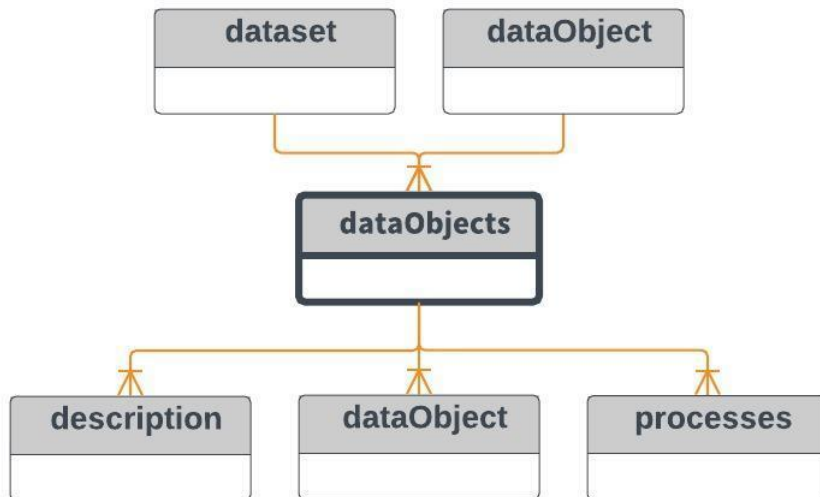 dataset
dataObject
dataObjects
description
dataObject
processes